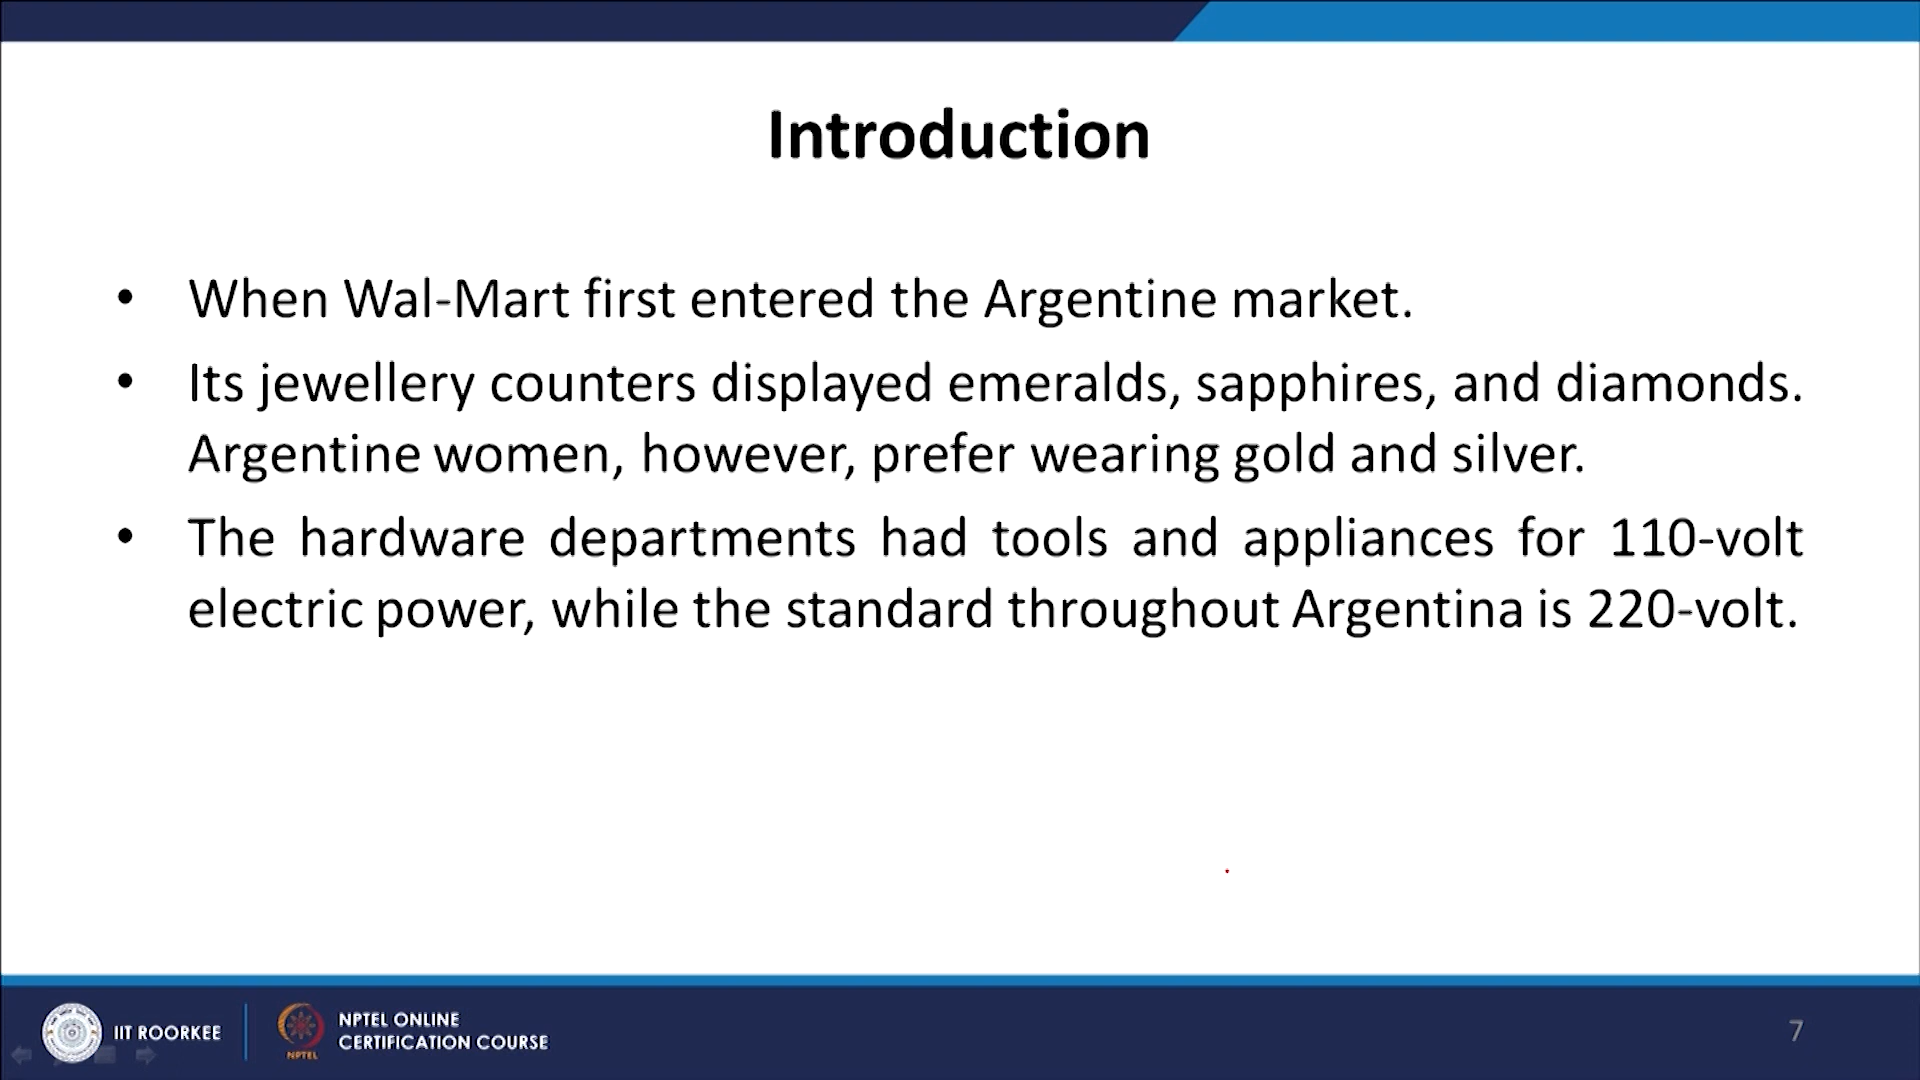 Introduction
• When Wal-Mart first entered the Argentine market.
• Its jewellery counters displayed emeralds, sapphires, and diamonds.
Argentine women, however, prefer wearing gold and silver.
• The hardware departments had tools and appliances for 110-volt
electric power, while the standard throughout Argentina is 220-volt.
IIT ROORKEE
NPTEL
NPTEL ONLINE
CERTIFICATION COURSE
7